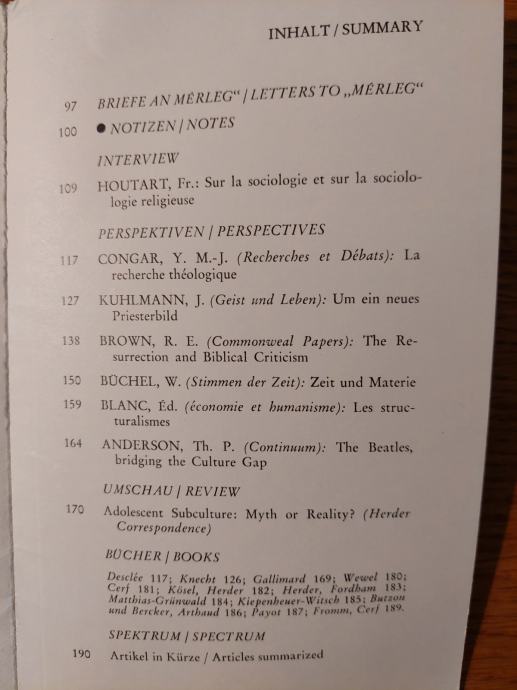 INHALT / SUMMARY
97 BRIEFE AN MÉRLEG“ / LETTERS TO „MÉRLEG“
100 ● NOTIZEN / NOTES
INTERVIEW
109 HOUTART, Fr.: Sur la sociologie et sur la sociolo-
logie religieuse
PERSPEKTIVEN / PERSPECTIVES
117 CONGAR, Y. M.-J. (Recherches et Débats): La
recherche théologique
127 KUHLMANN, J. (Geist und Leben): Um ein neues
Priesterbild
138 BROWN, R. E. (Commonweal Papers): The Re-
surrection and Biblical Criticism
150 BÜCHEL, W. (Stimmen der Zeit): Zeit und Materie
159 BLANC, Éd. (économie et humanisme): Les struc-
turalismes
164 ANDERSON, Th. P. (Continuum): The Beatles,
bridging the Culture Gap
UMSCHAU / REVIEW
170 Adolescent Subculture: Myth or Reality? (Herder
Correspondence)
BÜCHER / BOOKS
Desclée 117; Knecht 126; Gallimard 169; Wewel 180;
Cerf 181; Kösel, Herder 182; Herder, Fordham 183;
Matthias-Grünwald 184; Kiepenheuer-Witsch 185; Butzon
und Bercker, Arthaud 186; Payot 187; Fromm, Cerf 189.
SPEKTRUM / SPECTRUM
190 Artikel in Kürze / Articles summarized